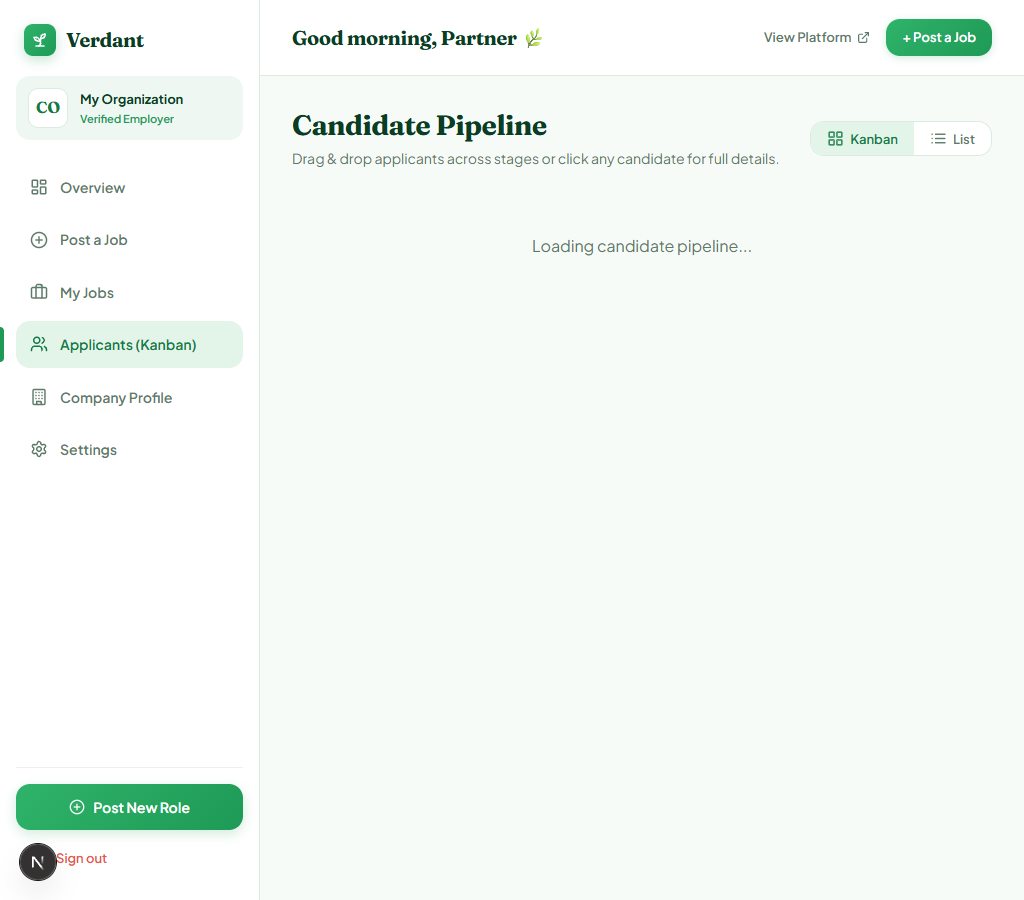 Verdant
CO
My Organization
Verified Employer
Overview
Post a Job
My Jobs
Applicants (Kanban)
Company Profile
Settings
Post New Role
N
Sign out
Good morning, Partner 🌿
View Platform
+ Post a Job
Candidate Pipeline
Drag & drop applicants across stages or click any candidate for full details.
Kanban
List
Loading candidate pipeline...